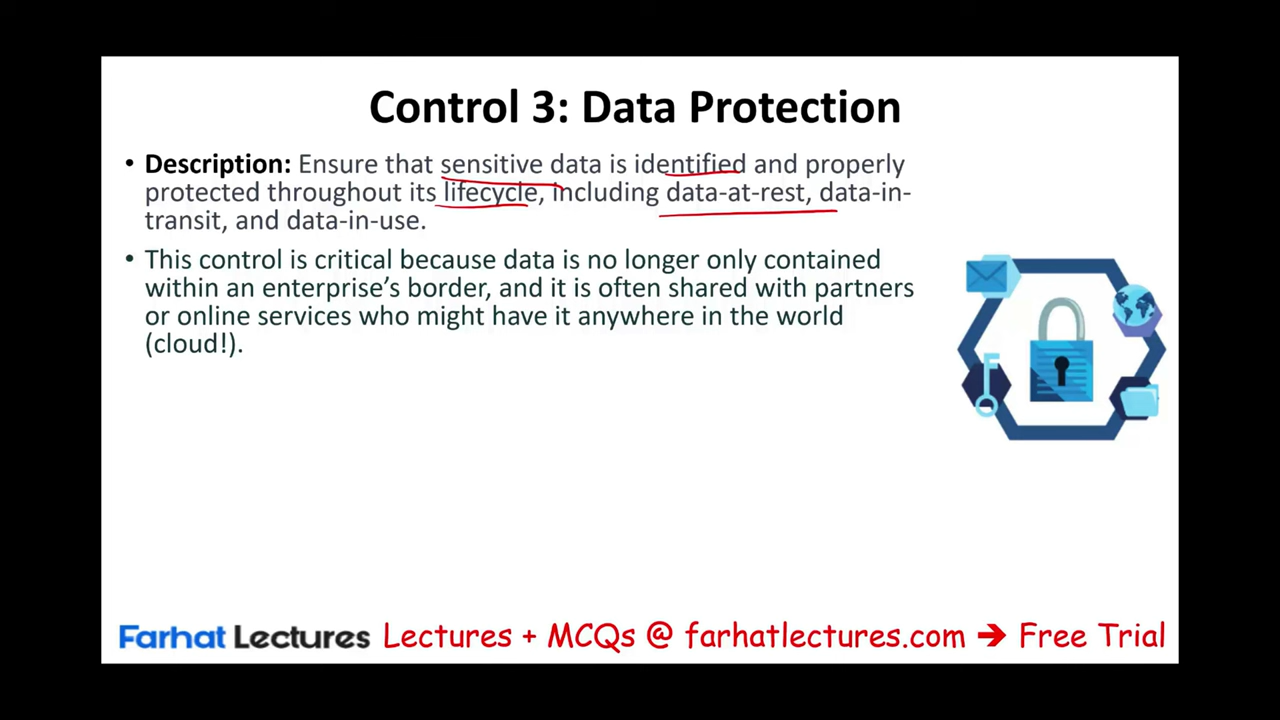 Control 3: Data Protection
• Description: Ensure that sensitive data is identified and properly
protected throughout its lifecycle, including data-at-rest, data-in-
transit, and data-in-use.
• This control is critical because data is no longer only contained
within an enterprise’s border, and it is often shared with partners
or online services who might have it anywhere in the world
(cloud!).
Farhat Lectures Lectures + MCQs @ farhatlectures.com ➔ Free Trial